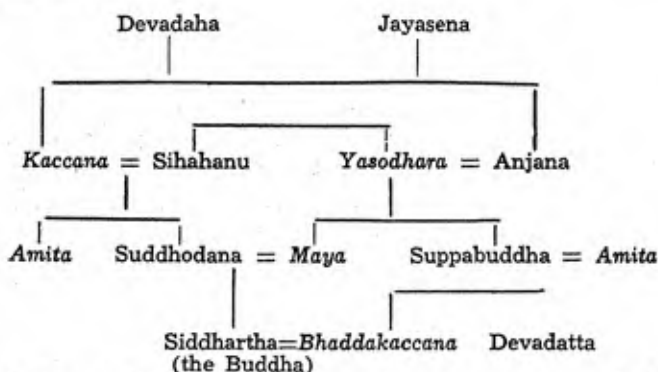 Devadaha Jayasena
Kaccana = Sihahanu Yasodhara = Anjana
Amita Suddhodana = Maya Suppabuddha = Amita
Siddhartha=Bhaddakaccana Devadatta
(the Buddha)